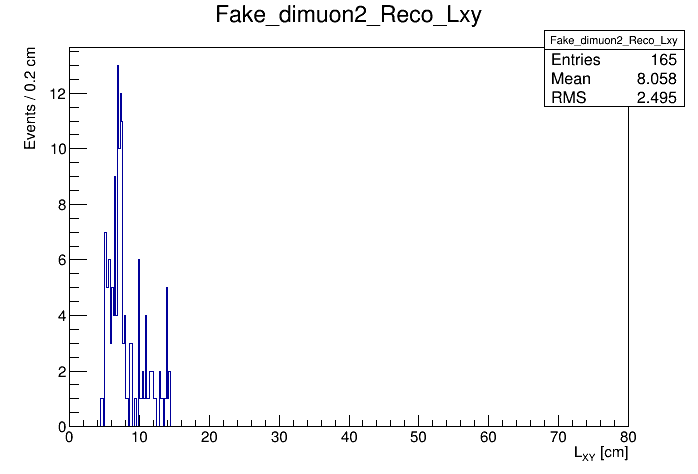 Fake_dimuon2_Reco_Lxy
Fake_dimuon2_Reco_Lxy
Entries 165
Mean 8.058
RMS 2.495
Events / 0.2 cm
12
10
8
6
4
2
0
0 10 20 30 40 50 60 70 80
L_XY [cm]